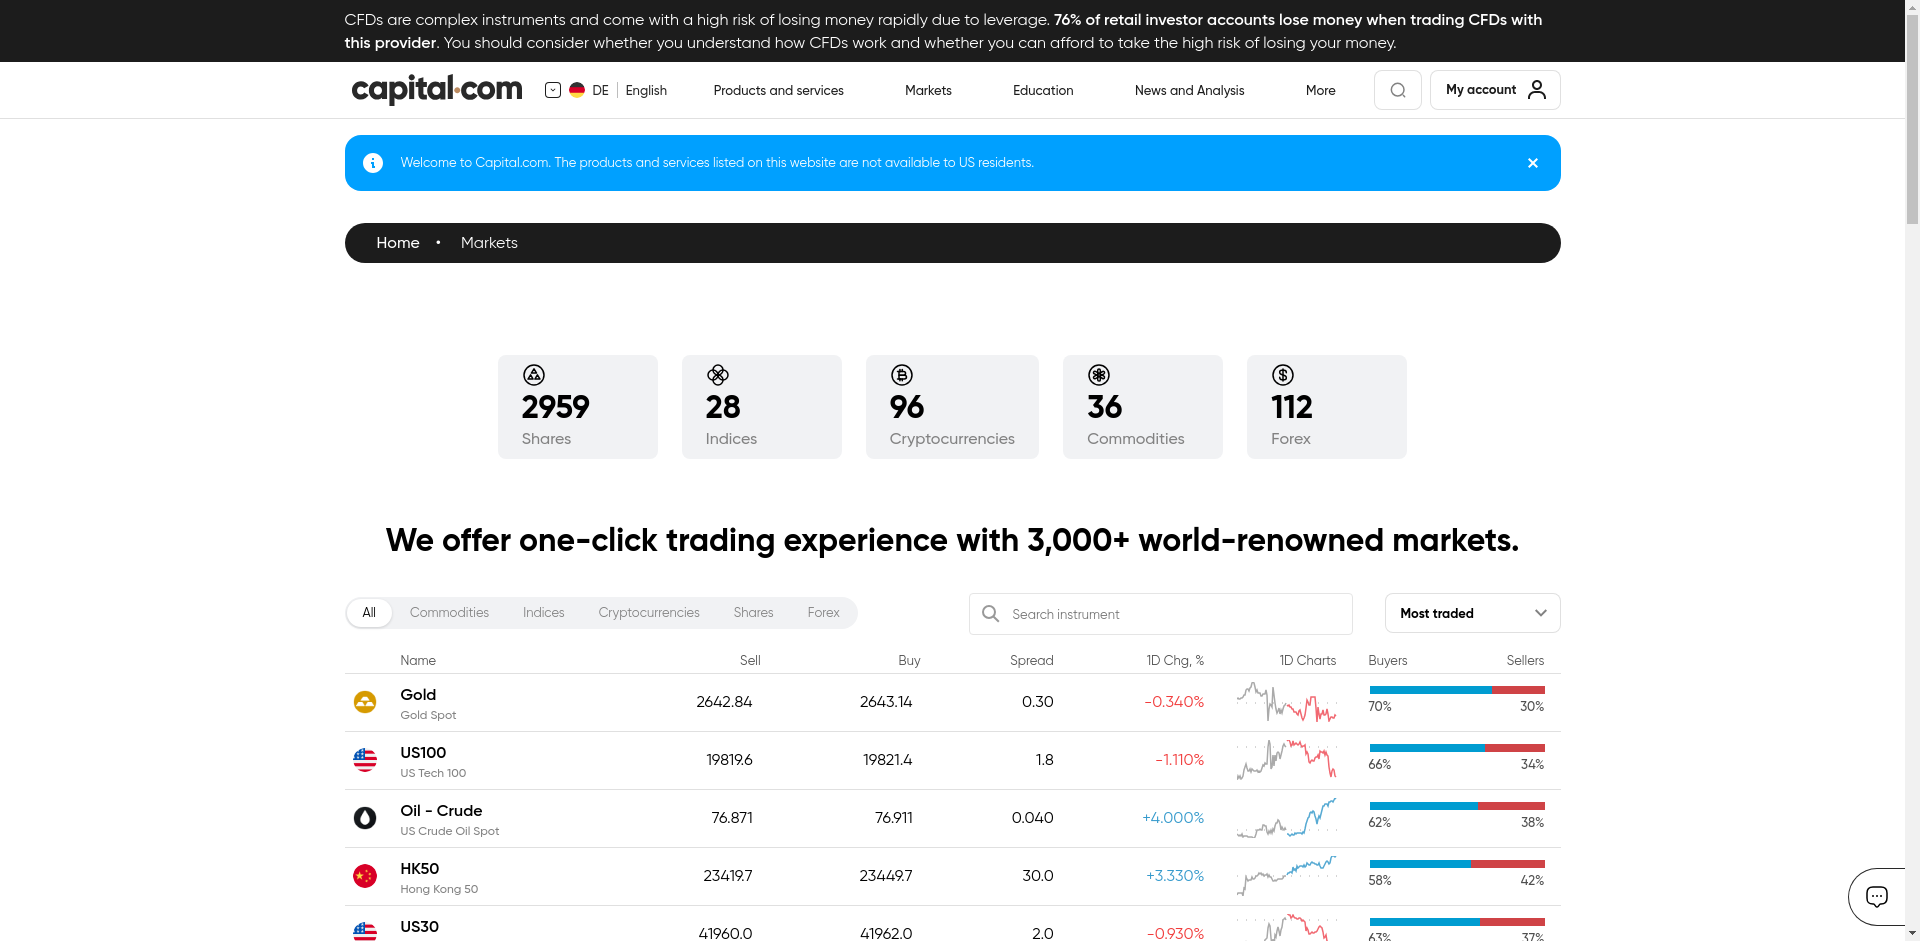 CFDs are complex instruments and come with a high risk of losing money rapidly due to leverage. 76% of retail investor accounts lose money when trading CFDs with
this provider. You should consider whether you understand how CFDs work and whether you can afford to take the high risk of losing your money.
capital.com DE English Products and services Markets Education News and Analysis More My account
Welcome to Capital.com. The products and services listed on this website are not available to US residents.
Home • Markets
2959 28 96 36 112
Shares Indices Cryptocurrencies Commodities Forex
We offer one-click trading experience with 3,000+ world-renowned markets.
All Commodities Indices Cryptocurrencies Shares Forex Search instrument Most traded
Name Sell Buy Spread 1D Chg, % 1D Charts Buyers Sellers
Gold 2642.84 2643.14 0.30 -0.340% 70% 30%
Gold Spot
US100 19819.6 19821.4 1.8 -1.110% 66% 34%
US Tech 100
Oil - Crude 76.871 76.911 0.040 +4.000% 62% 38%
US Crude Oil Spot
HK50 23419.7 23449.7 30.0 +3.330% 58% 42%
Hong Kong 50
US30 41960.0 41962.0 2.0 -0.930% 63% 37%